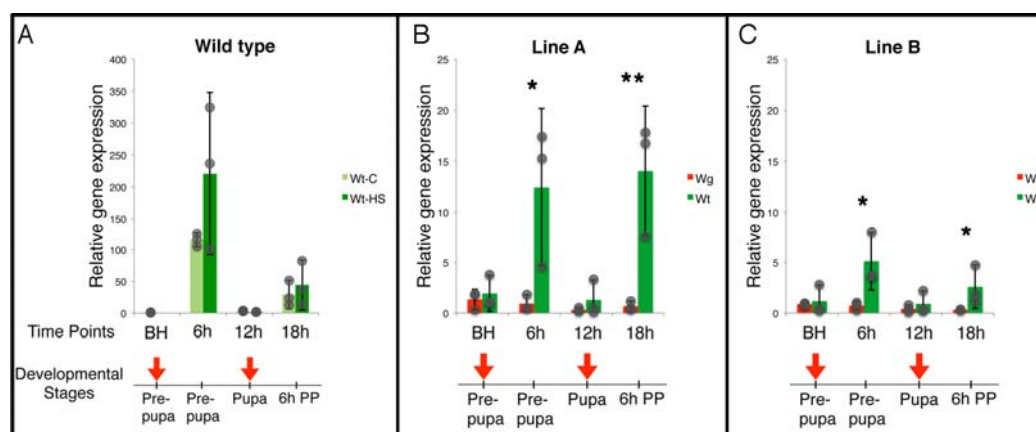 A
Wild type
Relative gene expression
400
350
300
250
200
150
100
50
0
Wt-C
Wt-HS
Time Points
BH
6h
12h
18h
Developmental
Stages
Pre-
pupa
Pre-
pupa
Pupa
6h PP
B
Line A
Relative gene expression
25
20
15
10
5
0
*
**
Wg
Wt
BH
6h
12h
18h
Pre-
pupa
Pre-
pupa
Pupa
6h PP
C
Line B
Relative gene expression
25
20
15
10
5
0
*
*
W
W
BH
6h
12h
18h
Pre-
pupa
Pre-
pupa
Pupa
6h PP